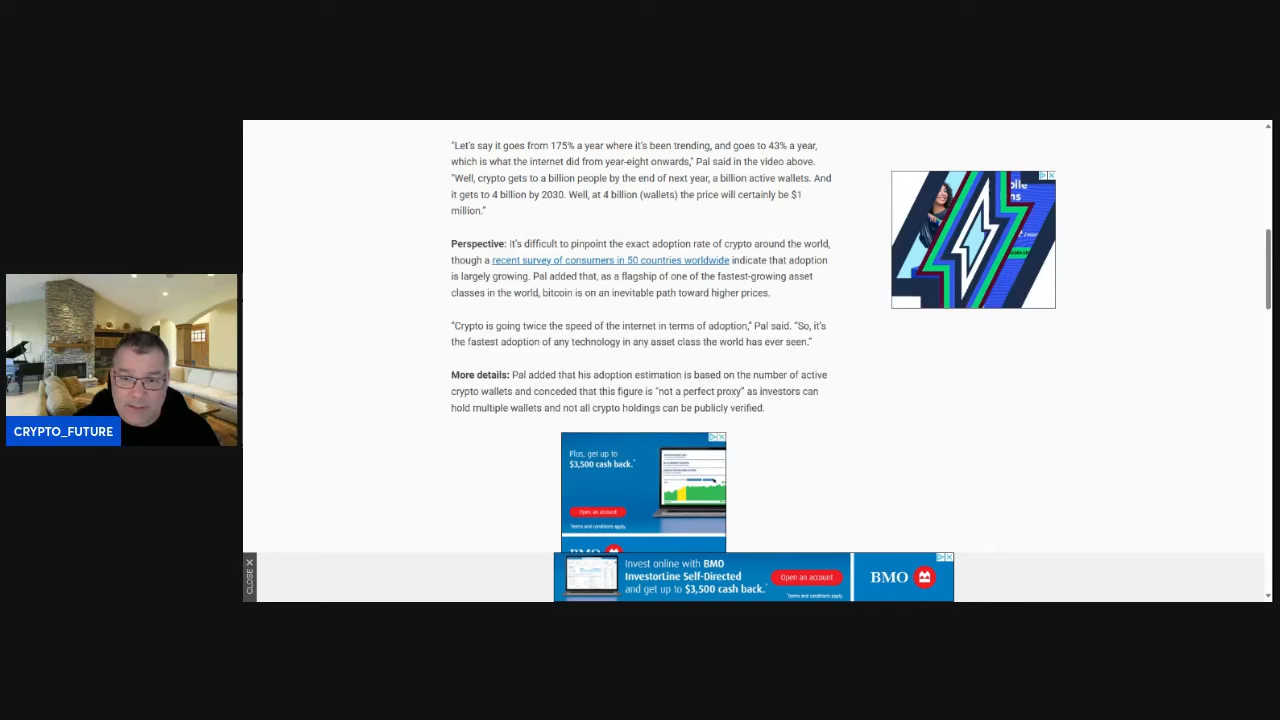 “Let's say it goes from 175% a year where it's been trending, and goes to 43% a year,
which is what the internet did from year-eight onwards,” Pal said in the video above.
“Well, crypto gets to a billion people by the end of next year, a billion active wallets. And
it gets to 4 billion by 2030. Well, at 4 billion (wallets) the price will certainly be $1
million.”
Perspective: It's difficult to pinpoint the exact adoption rate of crypto around the world,
though a recent survey of consumers in 50 countries worldwide indicate that adoption
is largely growing. Pal added that, as a flagship of one of the fastest-growing asset
classes in the world, bitcoin is on an inevitable path toward higher prices.
“Crypto is going twice the speed of the internet in terms of adoption,” Pal said. “So, it's
the fastest adoption of any technology in any asset class the world has ever seen.”
More details: Pal added that his adoption estimation is based on the number of active
crypto wallets and conceded that this figure is “not a perfect proxy” as investors can
hold multiple wallets and not all crypto holdings can be publicly verified.
CRYPTO_FUTURE
Plus, get up to
$3,500 cash back.*
Open an account
Terms and conditions apply.
BMO
CLOSE X
Invest online with BMO
InvestorLine Self-Directed
and get up to $3,500 cash back.*
Open an account
Terms and conditions apply.
BMO